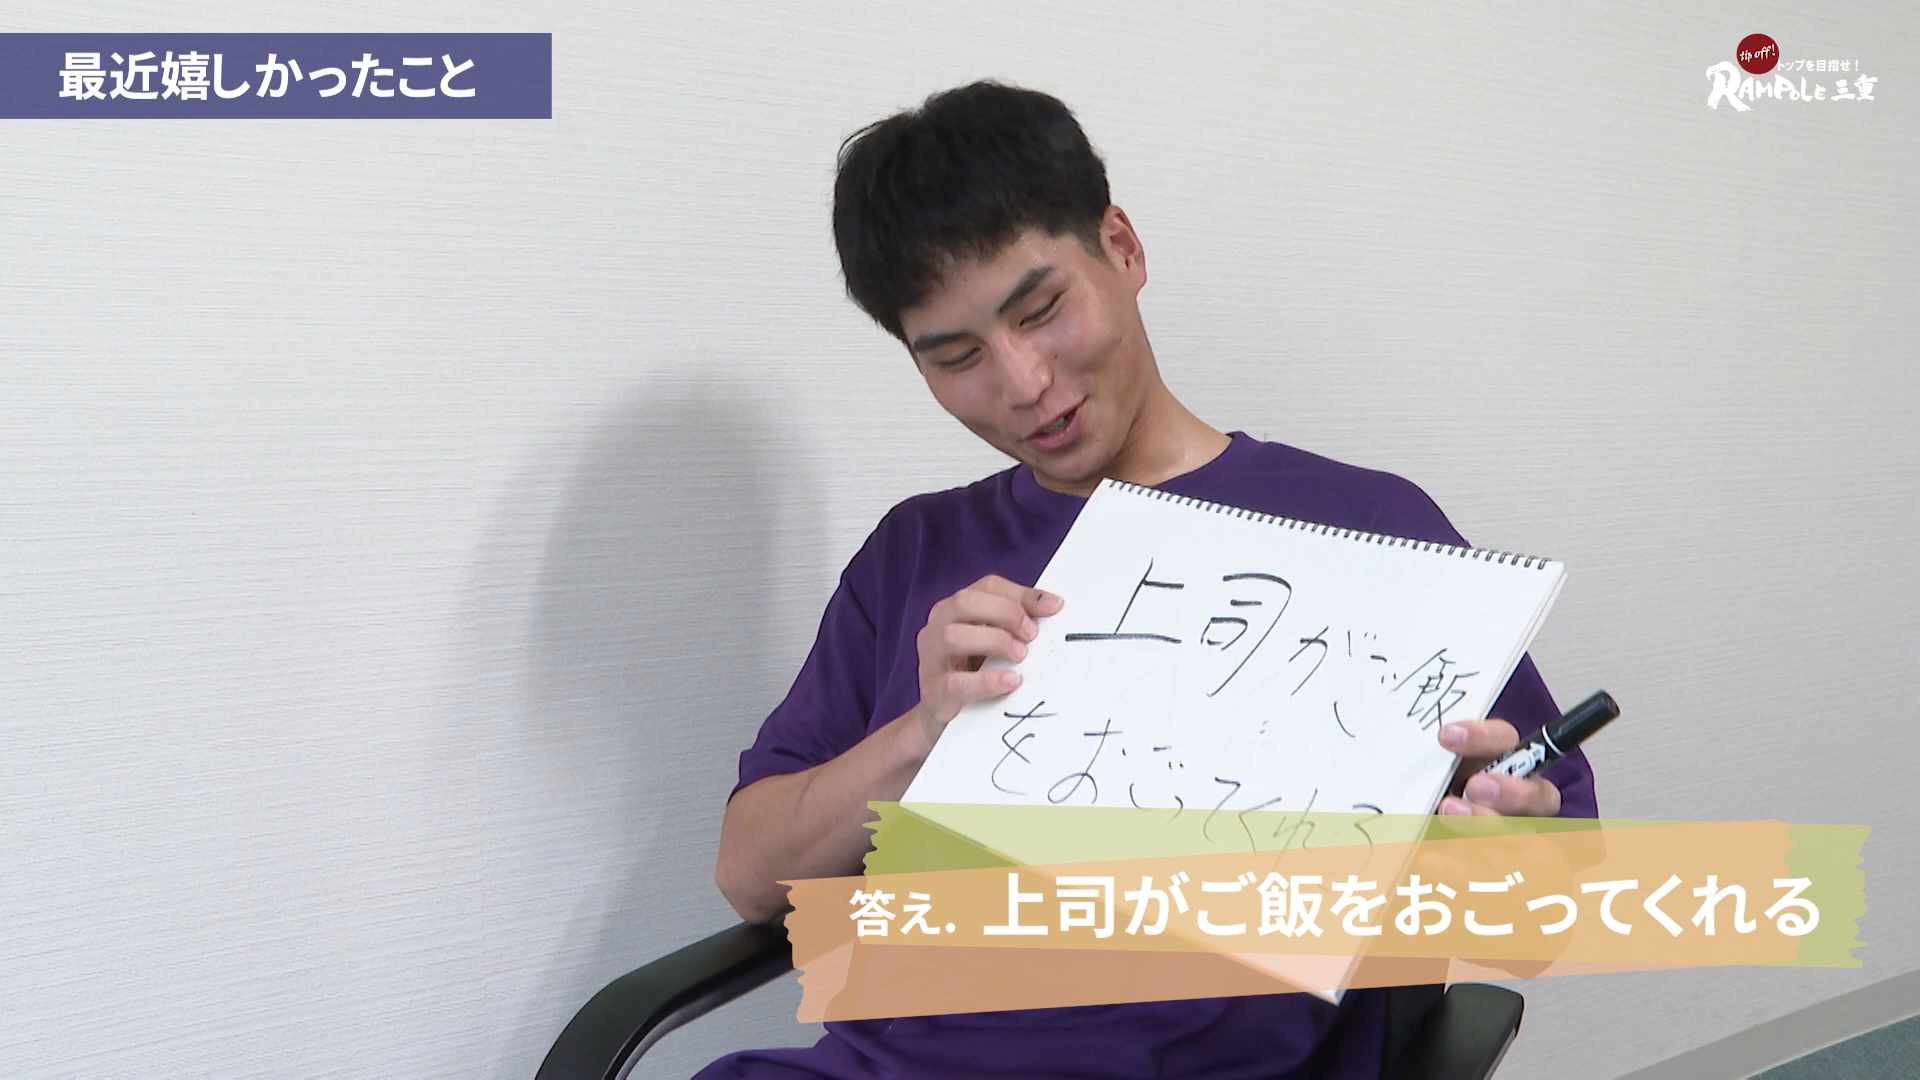 最近嬉しかったこと
tip off!
トップを目指せ!
RAMPOLE 三重
上司がご飯
をおごってくれる
答え. 上司がご飯をおごってくれる